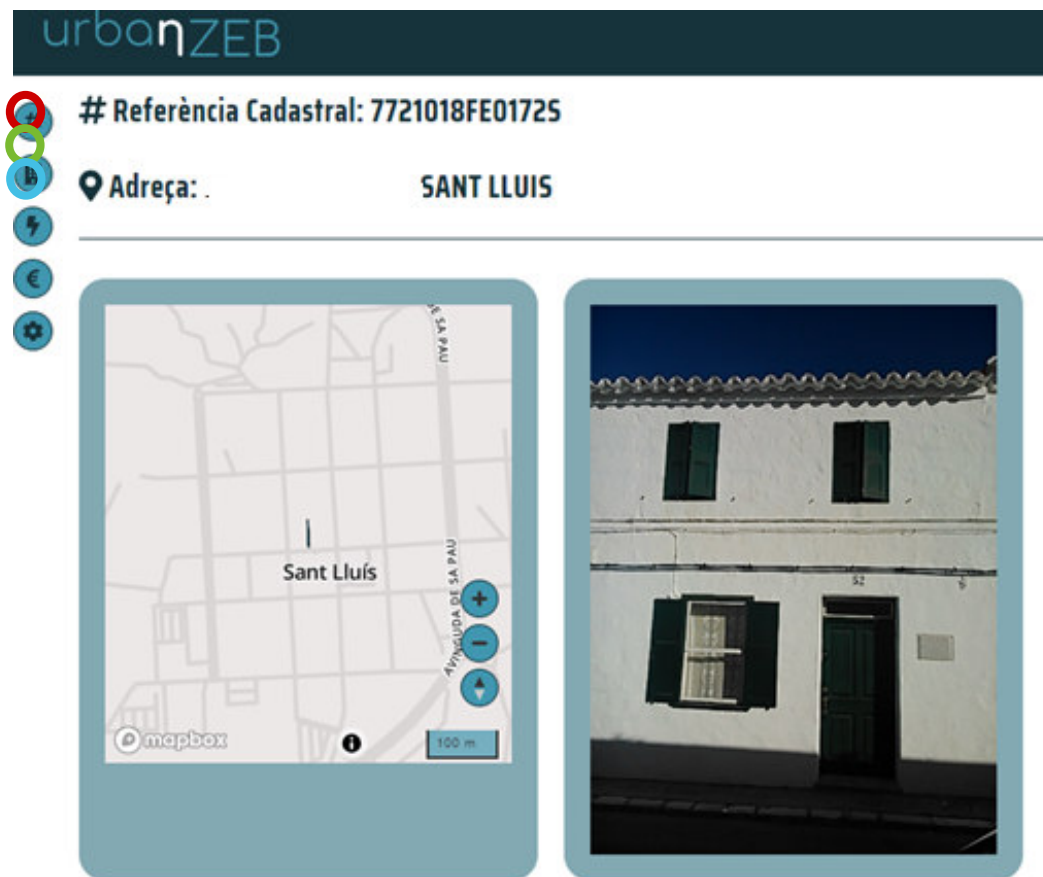 urbanZEB
# Referència Cadastral: 7721018FE0172S
Adreça: .
SANT LLUIS
€
DE SA PAU
Sant Lluís
AVINGUDA DE SA PAU
+
−
mapbox
i
100 m
52